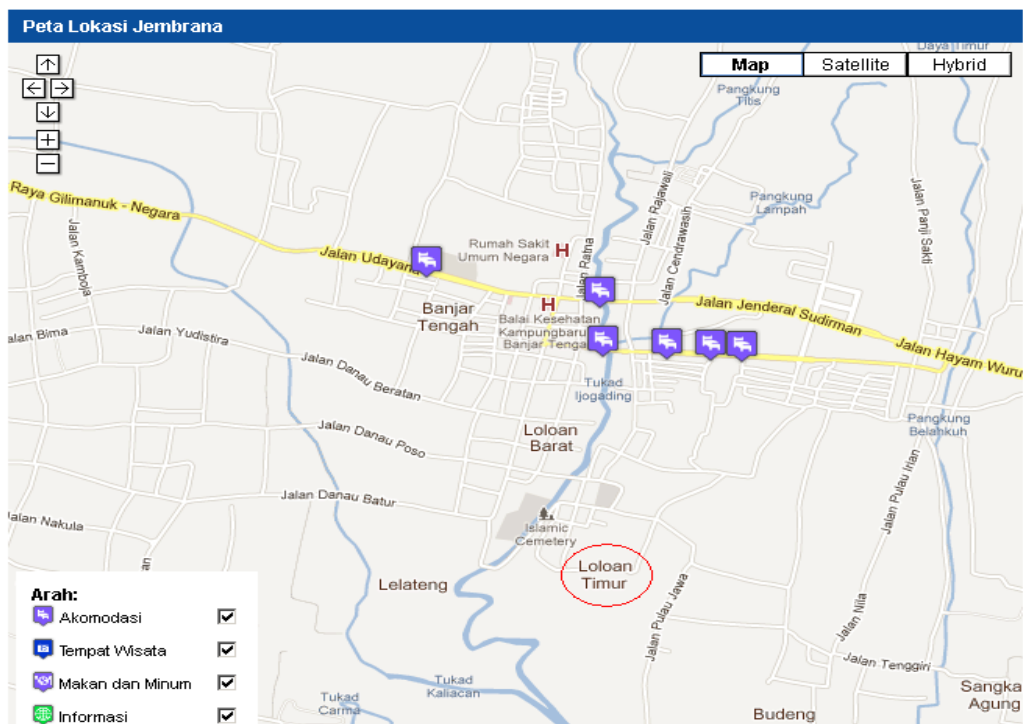 Peta Lokasi Jembrana
Map
Satellite
Hybrid
Daya Timur
Pangkung
Titis
Raya Gilimanuk - Negara
Jalan Kamboja
Jalan Udayana
Rumah Sakit
Umum Negara
H
Jalan Ratna
Jalan Rajawali
Jalan Cendrawasih
Pangkung
Lampah
Jalan Panji Sakti
Banjar
Tengah
H
Balai Kesehatan
Kampungbaru
Banjar Tenga
Jalan Jenderal Sudirman
Jalan Hayam Wuru
alan Bima
Jalan Yudistira
Jalan Danau Beratan
Tukad
Ijogading
Pangkung
Belahkuh
Loloan
Barat
Jalan Danau Poso
Jalan Pulau Irian
Jalan Danau Batur
Jalan Nakula
Islamic
Cemetery
an
Loloan
Timur
Lelateng
Jalan Pulau Jawa
Jalan Nila
Jalan Tenggiri
Tukad
Kaliacan
Tukad
Carma
Budeng
Sangka
Agung
Arah:
Akomodasi
Tempat Wisata
Makan dan Minum
Informasi